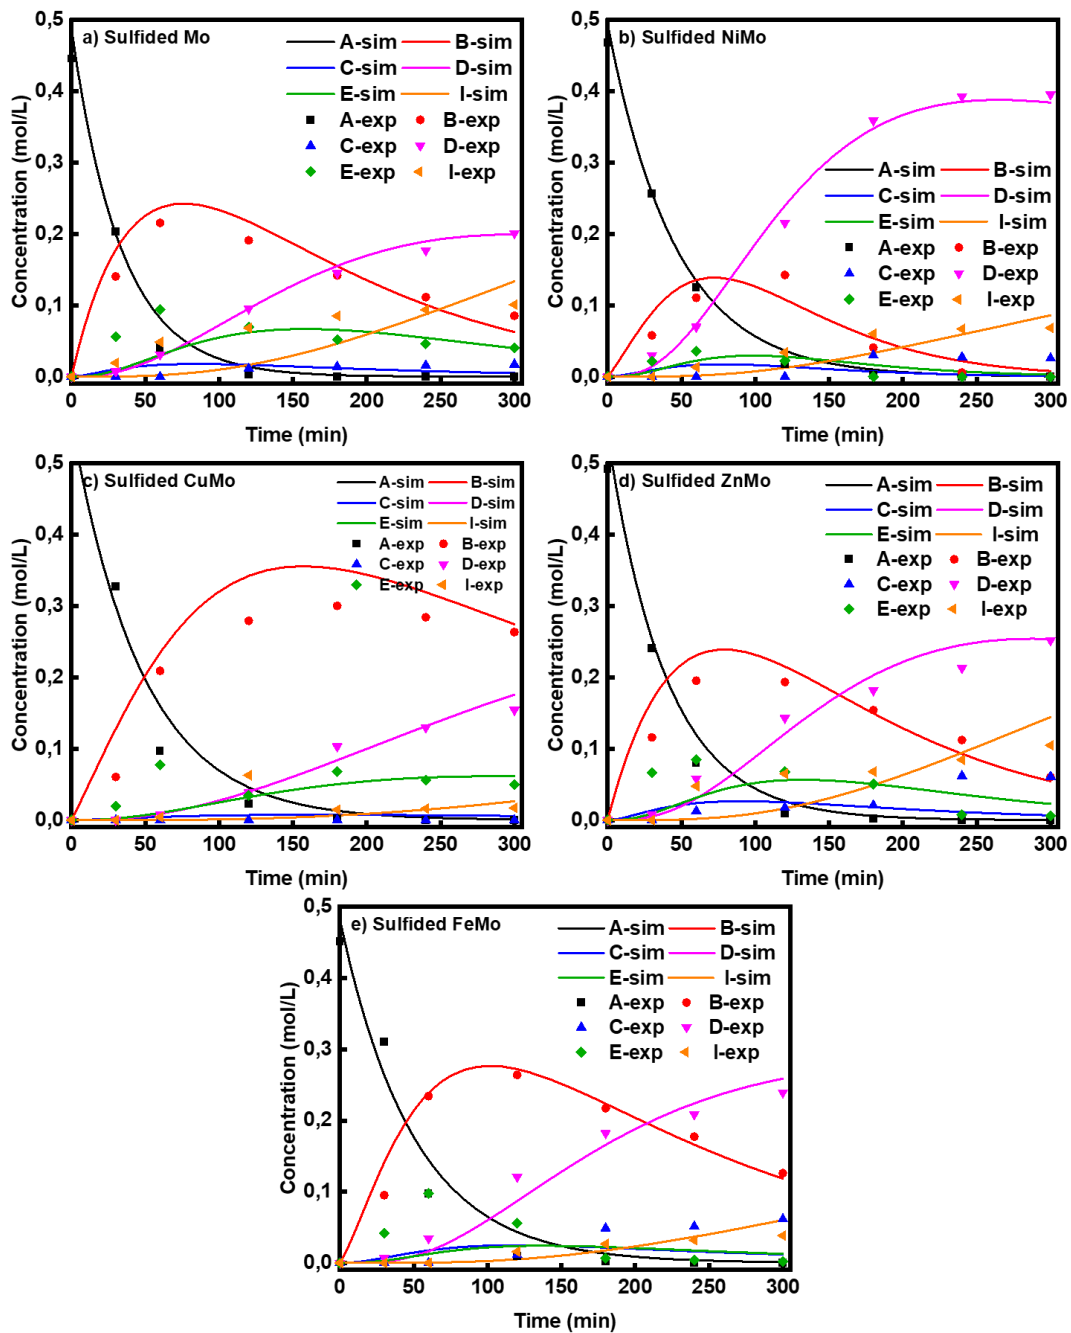 a) Sulfided Mo
A-sim B-sim
C-sim D-sim
E-sim I-sim
A-exp B-exp
C-exp D-exp
E-exp I-exp
Concentration (mol/L)
0,5
0,4
0,3
0,2
0,1
0,0
0 50 100 150 200 250 300
Time (min)
b) Sulfided NiMo
A-sim B-sim
C-sim D-sim
E-sim I-sim
A-exp B-exp
C-exp D-exp
E-exp I-exp
Concentration (mol/L)
0,5
0,4
0,3
0,2
0,1
0,0
0 50 100 150 200 250 300
Time (min)
c) Sulfided CuMo
A-sim B-sim
C-sim D-sim
E-sim I-sim
A-exp B-exp
C-exp D-exp
E-exp I-exp
Concentration (mol/L)
0,5
0,4
0,3
0,2
0,1
0,0
0 50 100 150 200 250 300
Time (min)
d) Sulfided ZnMo
A-sim B-sim
C-sim D-sim
E-sim I-sim
A-exp B-exp
C-exp D-exp
E-exp I-exp
Concentration (mol/L)
0,5
0,4
0,3
0,2
0,1
0,0
0 50 100 150 200 250 300
Time (min)
e) Sulfided FeMo
A-sim B-sim
C-sim D-sim
E-sim I-sim
A-exp B-exp
C-exp D-exp
E-exp I-exp
Concentration (mol/L)
0,5
0,4
0,3
0,2
0,1
0,0
0 50 100 150 200 250 300
Time (min)